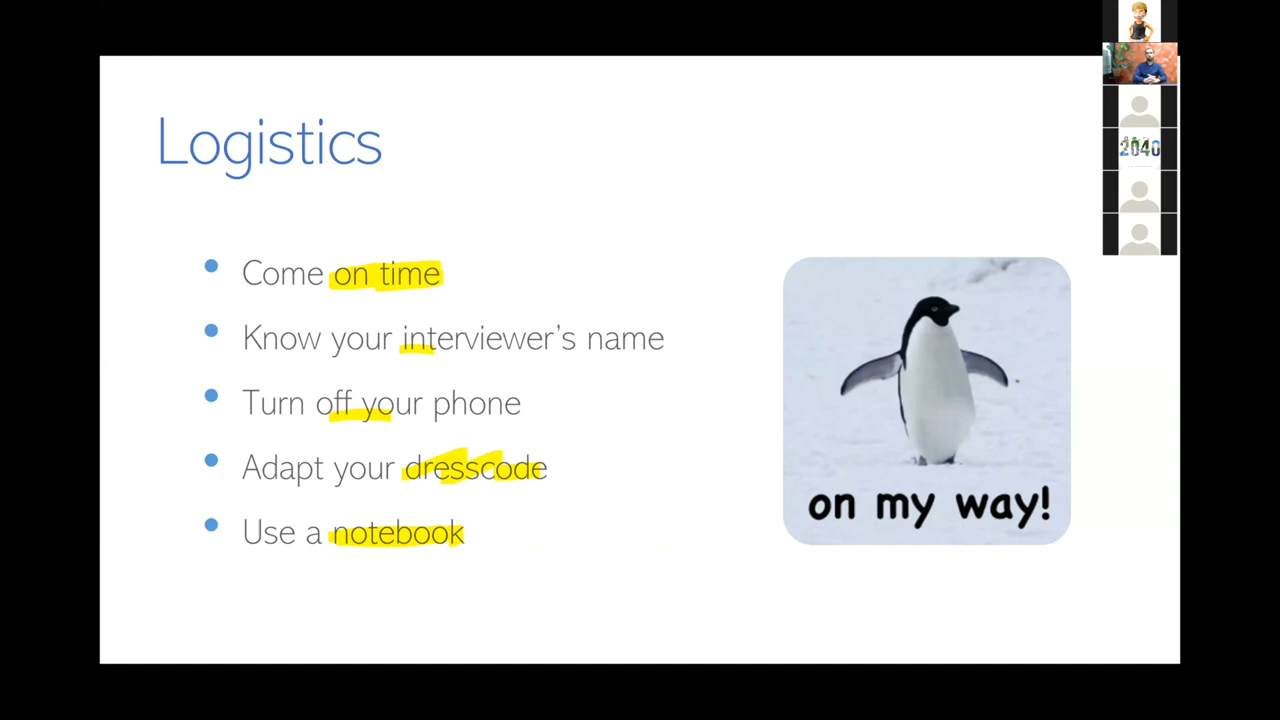 Logistics
Come on time
Know your interviewer's name
Turn off your phone
Adapt your dresscode
Use a notebook
on my way!
2040